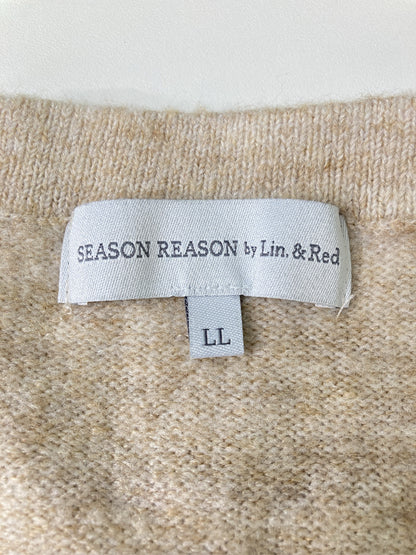 SEASON REASON by Lin. & Red
LL